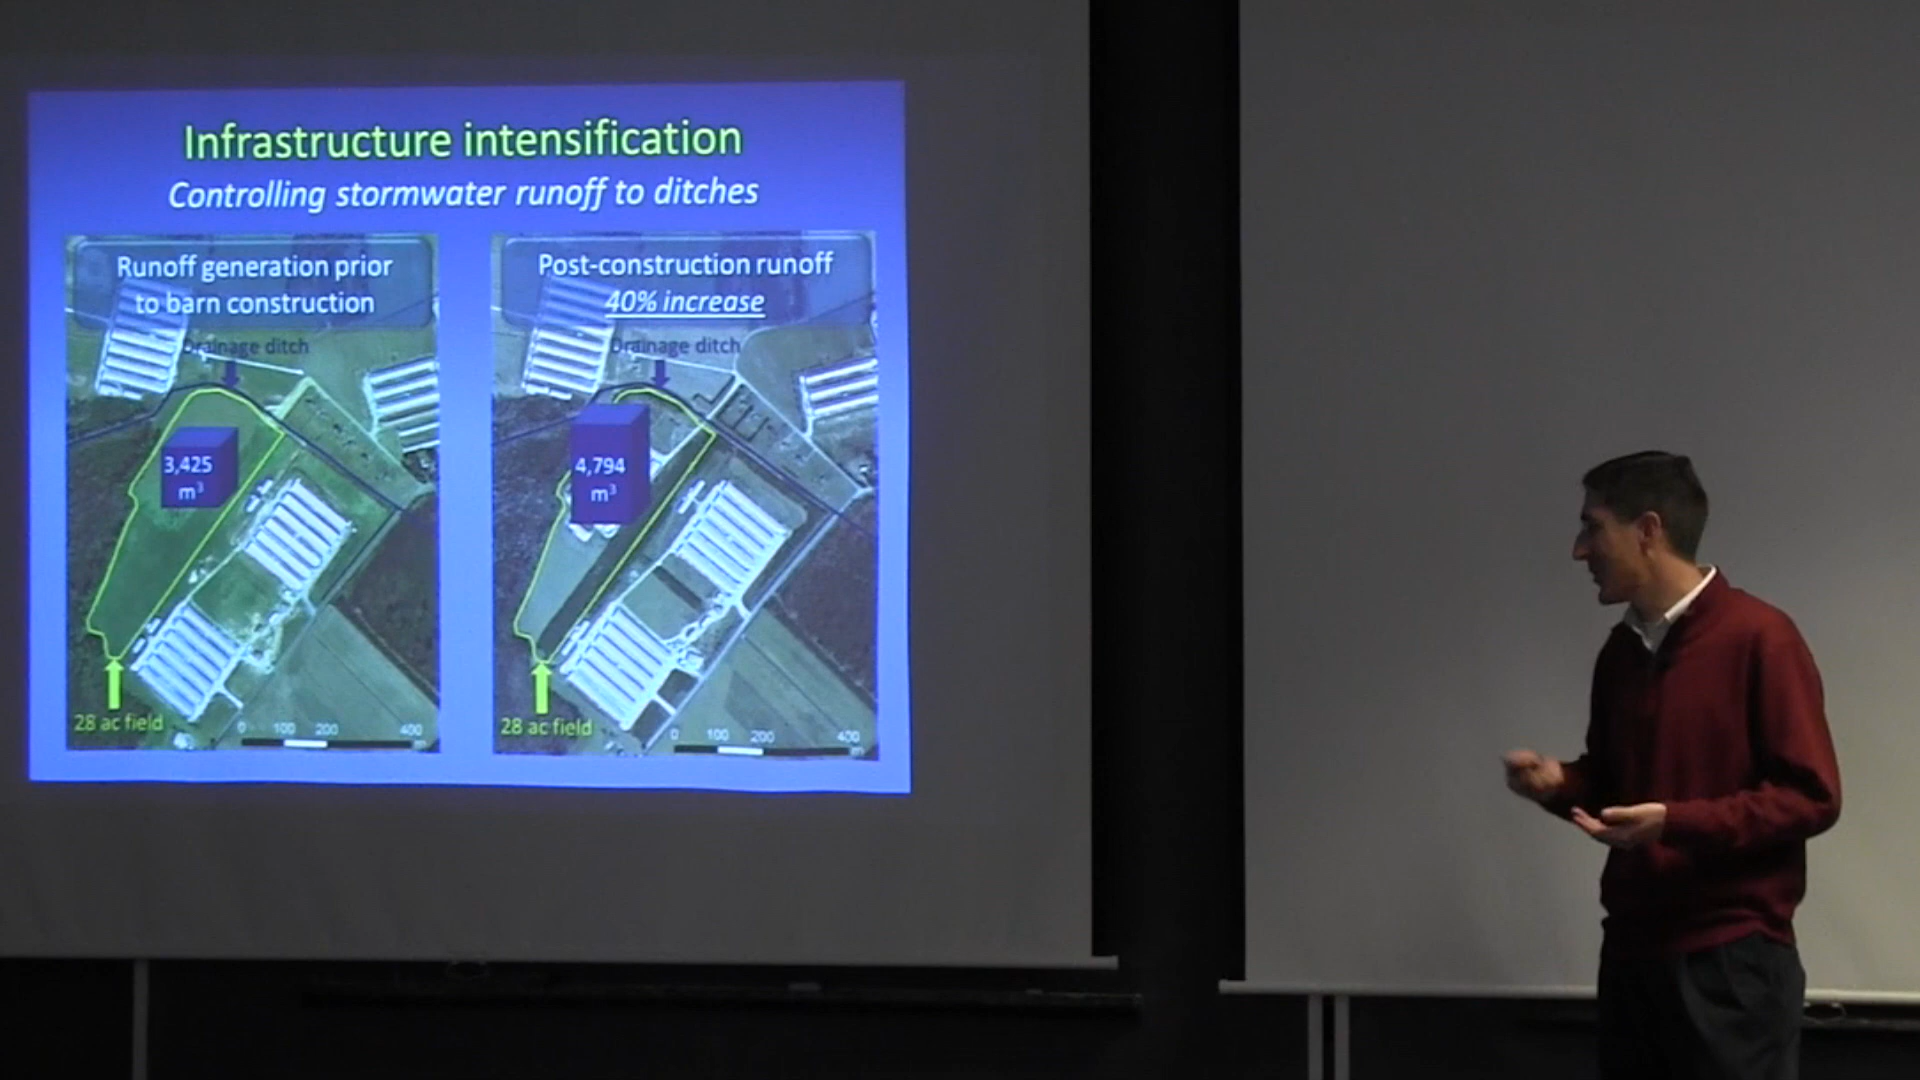 Infrastructure intensification
Controlling stormwater runoff to ditches
Runoff generation prior
to barn construction
Drainage ditch
3,425
m³
28 ac field
0 100 200 400
m
Post-construction runoff
40% increase
Drainage ditch
4,794
m³
28 ac field
0 100 200 400
m